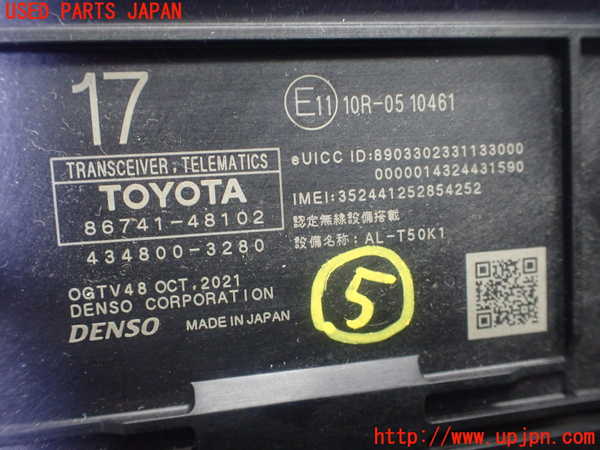 USED PARTS JAPAN
17
E11 10R-05 10461
TRANSCEIVER, TELEMATICS
TOYOTA
86741-48102
434800-3280
eUICC ID:8903302331133000
0000014324431590
IMEI:352441252854252
認定無線設備搭載
設備名称: AL-T50K1
OGTV48 OCT, 2021
DENSO CORPORATION
DENSO MADE IN JAPAN
5
http://www.upjpn.com